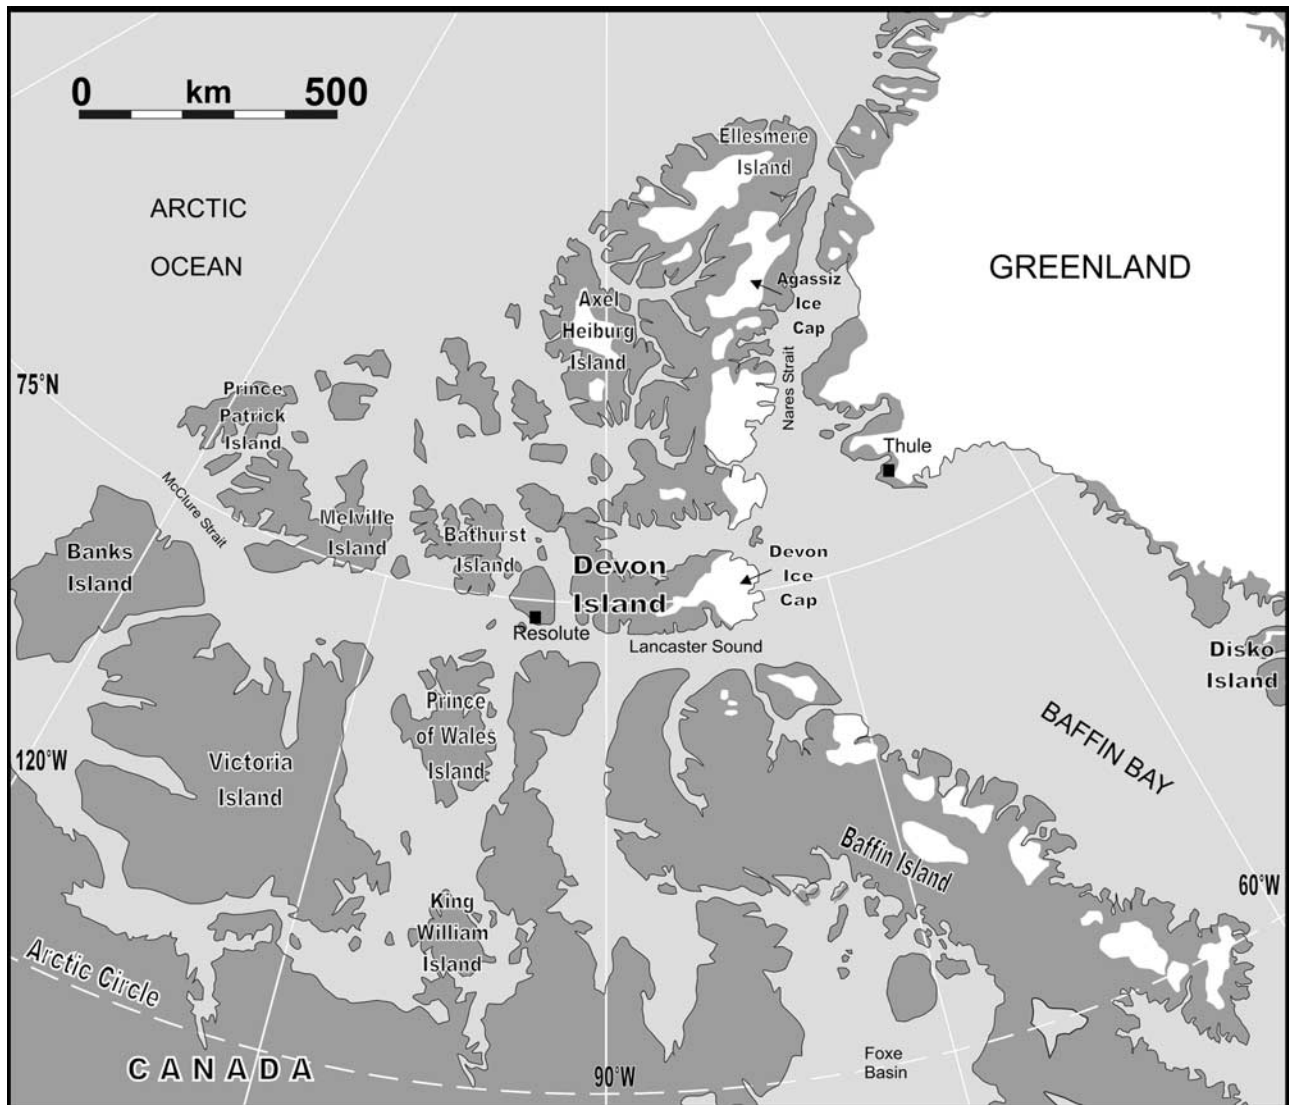 0 km 500
ARCTIC
OCEAN
Ellesmere
Island
GREENLAND
Agassiz
Ice
Cap
Axel
Heiburg
Island
Nares Strait
75°N
Prince
Patrick
Island
Thule
McClure Strait
Melville
Island
Bathurst
Island
Banks
Island
Devon
Island
Devon
Ice
Cap
Resolute
Lancaster Sound
Disko
Island
BAFFIN BAY
Prince
of Wales
Island
120°W
Victoria
Island
Baffin Island
60°W
King
William
Island
Arctic Circle
CANADA
90°W
Foxe
Basin